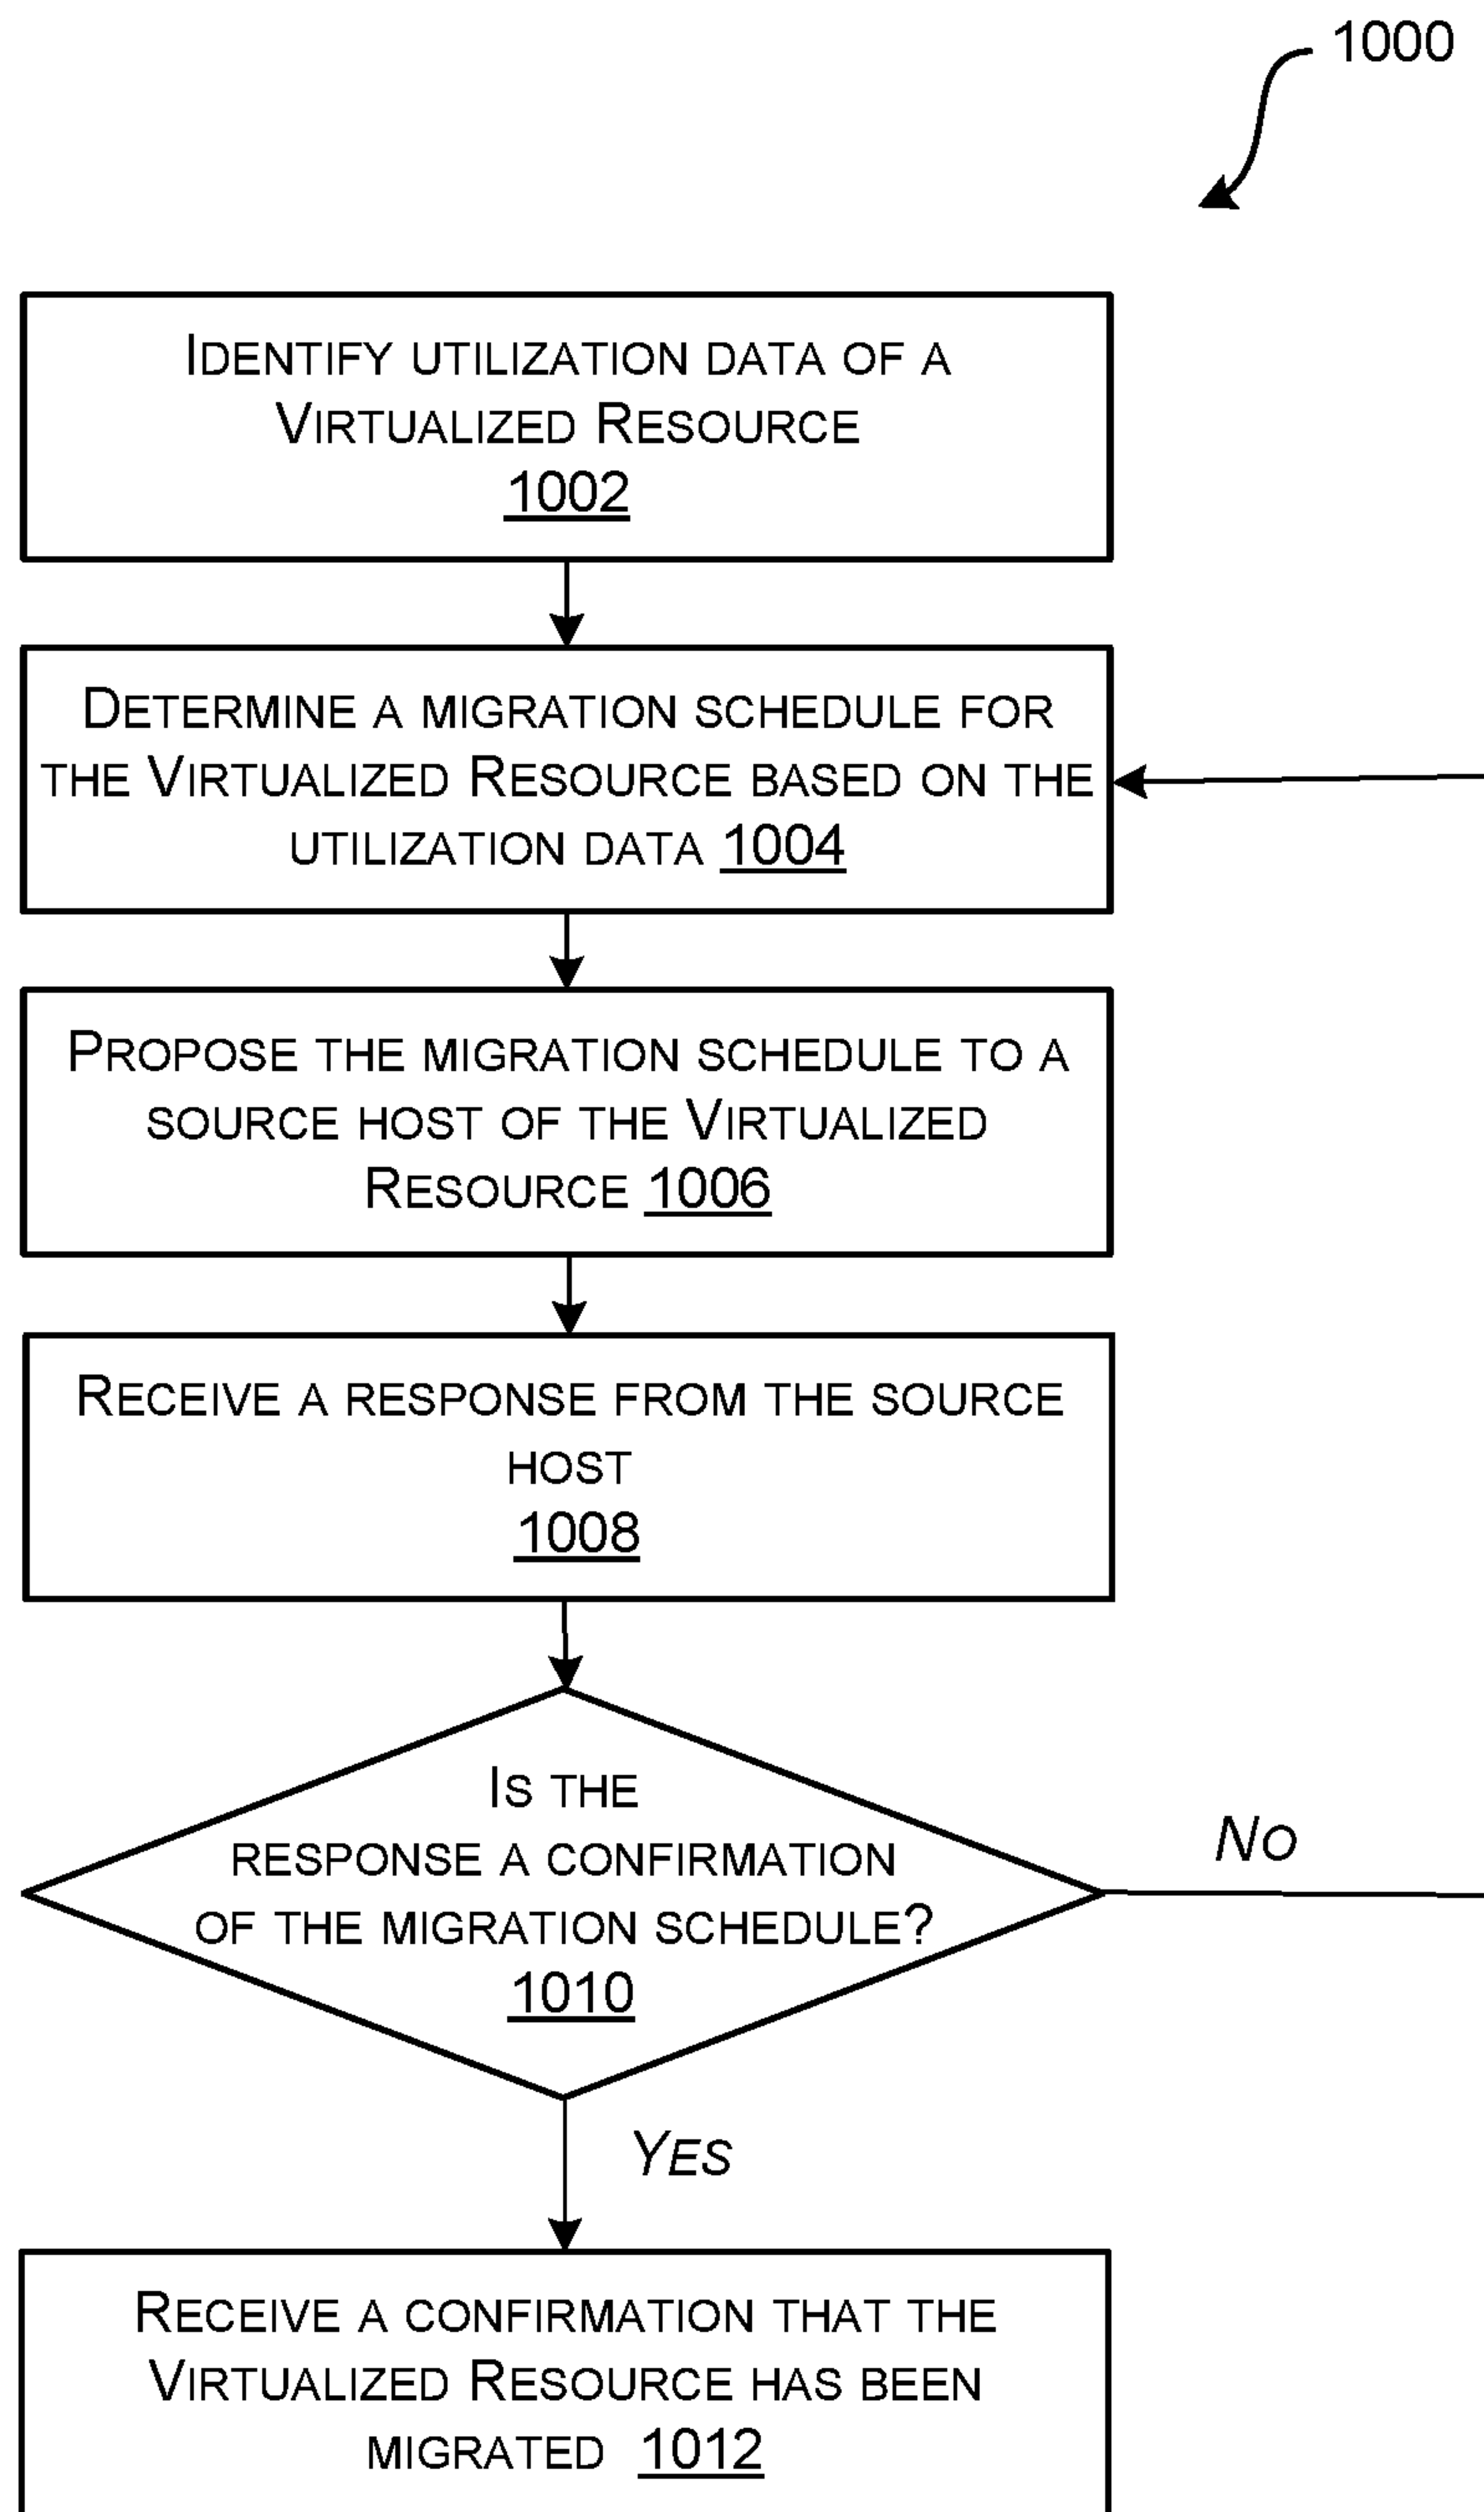 1000
IDENTIFY UTILIZATION DATA OF A
VIRTUALIZED RESOURCE
1002
DETERMINE A MIGRATION SCHEDULE FOR
THE VIRTUALIZED RESOURCE BASED ON THE
UTILIZATION DATA 1004
PROPOSE THE MIGRATION SCHEDULE TO A
SOURCE HOST OF THE VIRTUALIZED
RESOURCE 1006
RECEIVE A RESPONSE FROM THE SOURCE
HOST
1008
IS THE
RESPONSE A CONFIRMATION
OF THE MIGRATION SCHEDULE?
1010
NO
YES
RECEIVE A CONFIRMATION THAT THE
VIRTUALIZED RESOURCE HAS BEEN
MIGRATED 1012